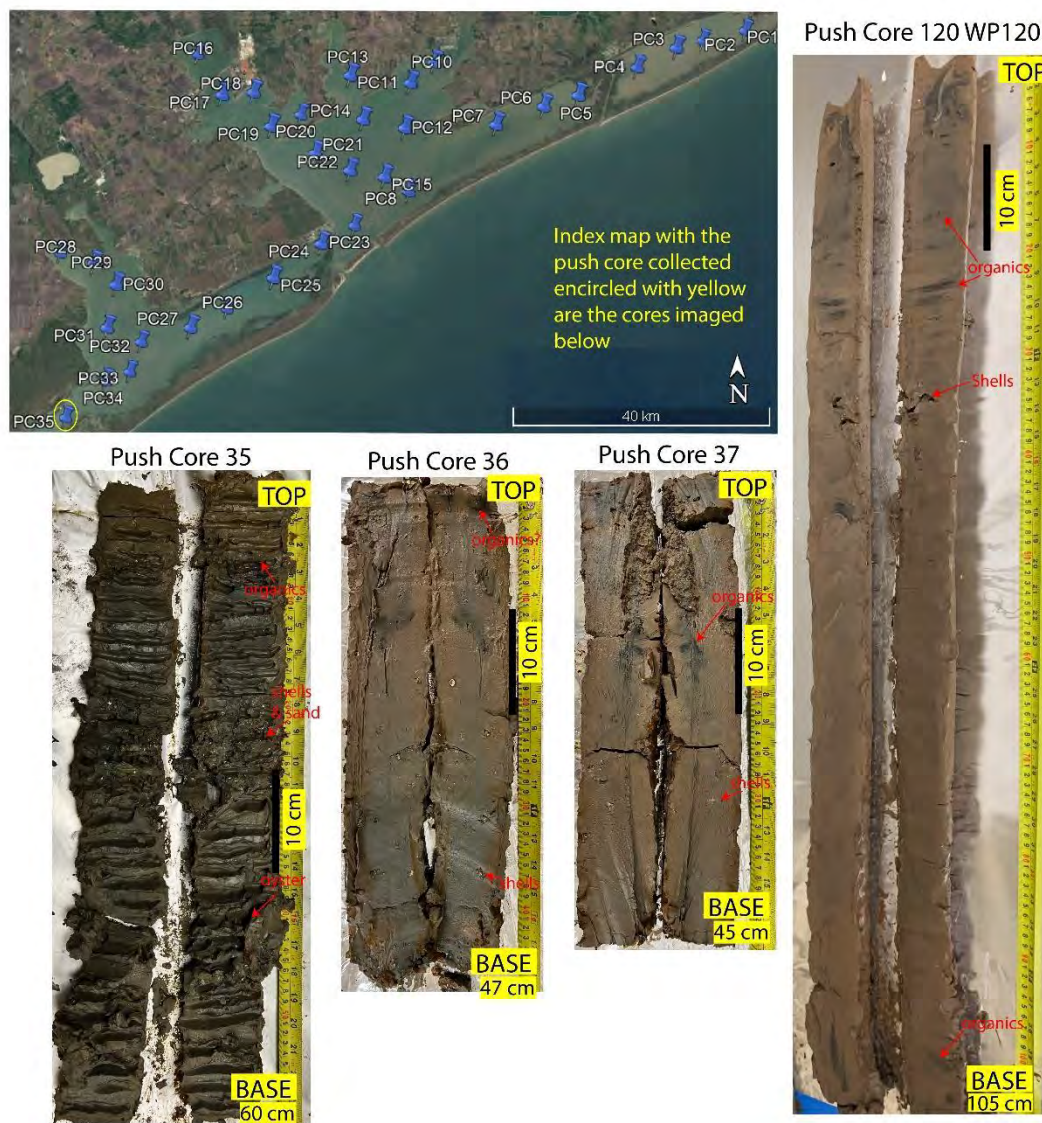 Push Core 120 WP120
PC16
PC13
PC10
PC3
PC2
PC1
PC18
PC11
PC4
PC17
PC14
PC6
PC5
PC7
PC19
PC20
PC12
PC21
PC22
PC15
PC8
PC24
PC23
PC28
PC29
PC25
PC30
PC26
PC27
PC31
PC32
PC33
PC34
PC35
Index map with the
push core collected
encircled with yellow
are the cores imaged
below
N
40 km
TOP
10 cm
organics
Shells
organics
BASE
105 cm
Push Core 35
TOP
organics
shells
& sand
10 cm
oyster
BASE
60 cm
Push Core 36
TOP
organics?
10 cm
shells
BASE
47 cm
Push Core 37
TOP
organics
10 cm
shells
BASE
45 cm